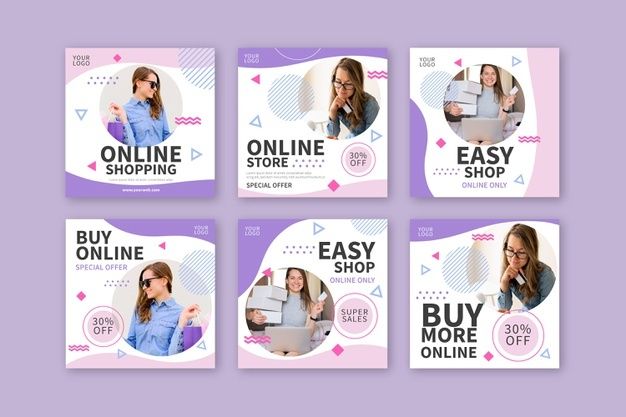 YOUR
LOGO
ONLINE
SHOPPING
www.yourweb.com
YOUR
LOGO
ONLINE
STORE
SPECIAL OFFER
30%
OFF
YOUR
LOGO
EASY
SHOP
ONLINE ONLY
BUY
ONLINE
SPECIAL OFFER
YOUR
LOGO
30%
OFF
YOUR
LOGO
EASY
SHOP
ONLINE ONLY
SUPER
SALES
YOUR
LOGO
BUY
MORE
ONLINE
30%
OFF